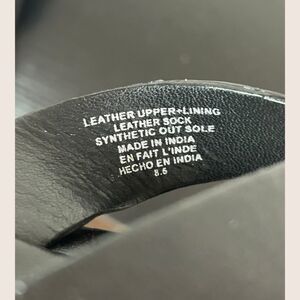 LEATHER UPPER+LINING
LEATHER SOCK
SYNTHETIC OUT SOLE
MADE IN INDIA
EN FAIT L'INDE
HECHO EN INDIA
8.5